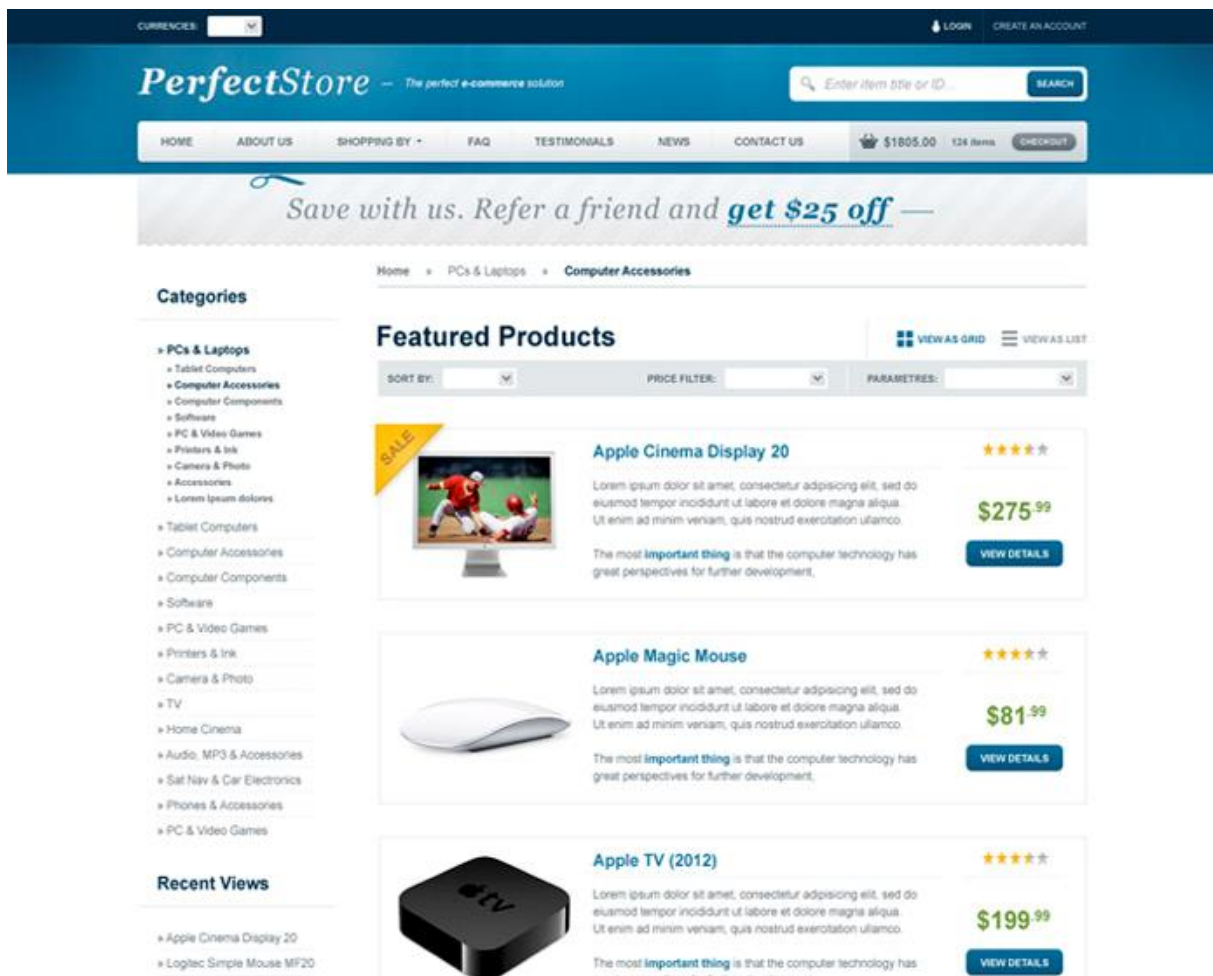 CURRENCIES:
LOGIN
CREATE AN ACCOUNT
PerfectStore — The perfect e-commerce solution
Enter item title or ID...
SEARCH
HOME
ABOUT US
SHOPPING BY
FAQ
TESTIMONIALS
NEWS
CONTACT US
$1805.00
124 items
CHECKOUT
Save with us. Refer a friend and get $25 off —
Home » PCs & Laptops » Computer Accessories
Categories
» PCs & Laptops
» Tablet Computers
» Computer Accessories
» Computer Components
» Software
» PC & Video Games
» Printers & Ink
» Camera & Photo
» Accessories
» Lorem Ipsum dolores
» Tablet Computers
» Computer Accessories
» Computer Components
» Software
» PC & Video Games
» Printers & Ink
» Camera & Photo
» TV
» Home Cinema
» Audio, MP3 & Accessories
» Sat Nav & Car Electronics
» Phones & Accessories
» PC & Video Games
Recent Views
» Apple Cinema Display 20
» Logitec Simple Mouse MF20
Featured Products
VIEW AS GRID
VIEW AS LIST
SORT BY:
PRICE FILTER:
PARAMETRES:
SALE
Apple Cinema Display 20
Lorem ipsum dolor sit amet, consectetur adipisicing elit, sed do
eiusmod tempor incididunt ut labore et dolore magna aliqua.
Ut enim ad minim veniam, quis nostrud exercitation ullamco.
The most important thing is that the computer technology has
great perspectives for further development,
$275.99
VIEW DETAILS
Apple Magic Mouse
Lorem ipsum dolor sit amet, consectetur adipisicing elit, sed do
eiusmod tempor incididunt ut labore et dolore magna aliqua.
Ut enim ad minim veniam, quis nostrud exercitation ullamco.
The most important thing is that the computer technology has
great perspectives for further development,
$81.99
VIEW DETAILS
tv
Apple TV (2012)
Lorem ipsum dolor sit amet, consectetur adipisicing elit, sed do
eiusmod tempor incididunt ut labore et dolore magna aliqua.
Ut enim ad minim veniam, quis nostrud exercitation ullamco.
The most important thing is that the computer technology has
$199.99
VIEW DETAILS